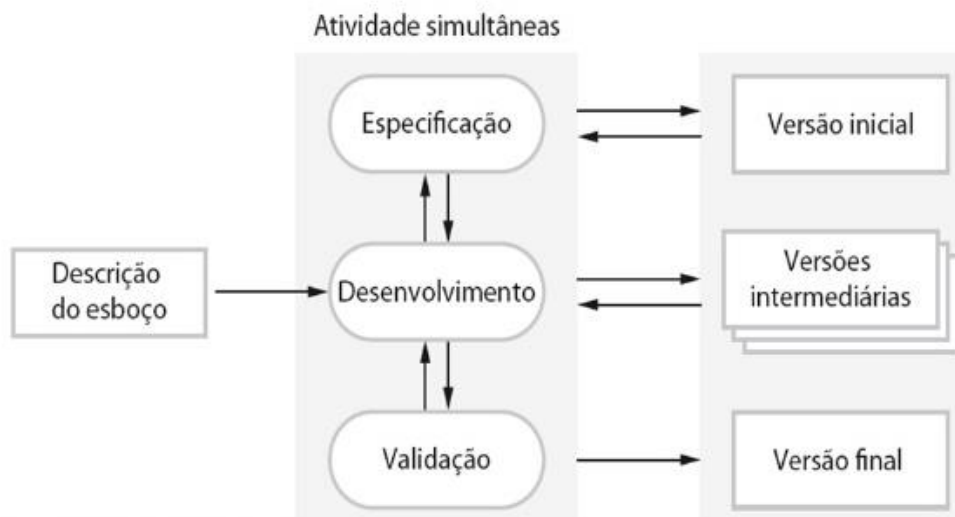 Atividade simultâneas
Especificação
Versão inicial
Descrição
do esboço
Desenvolvimento
Versões
intermediárias
Validação
Versão final